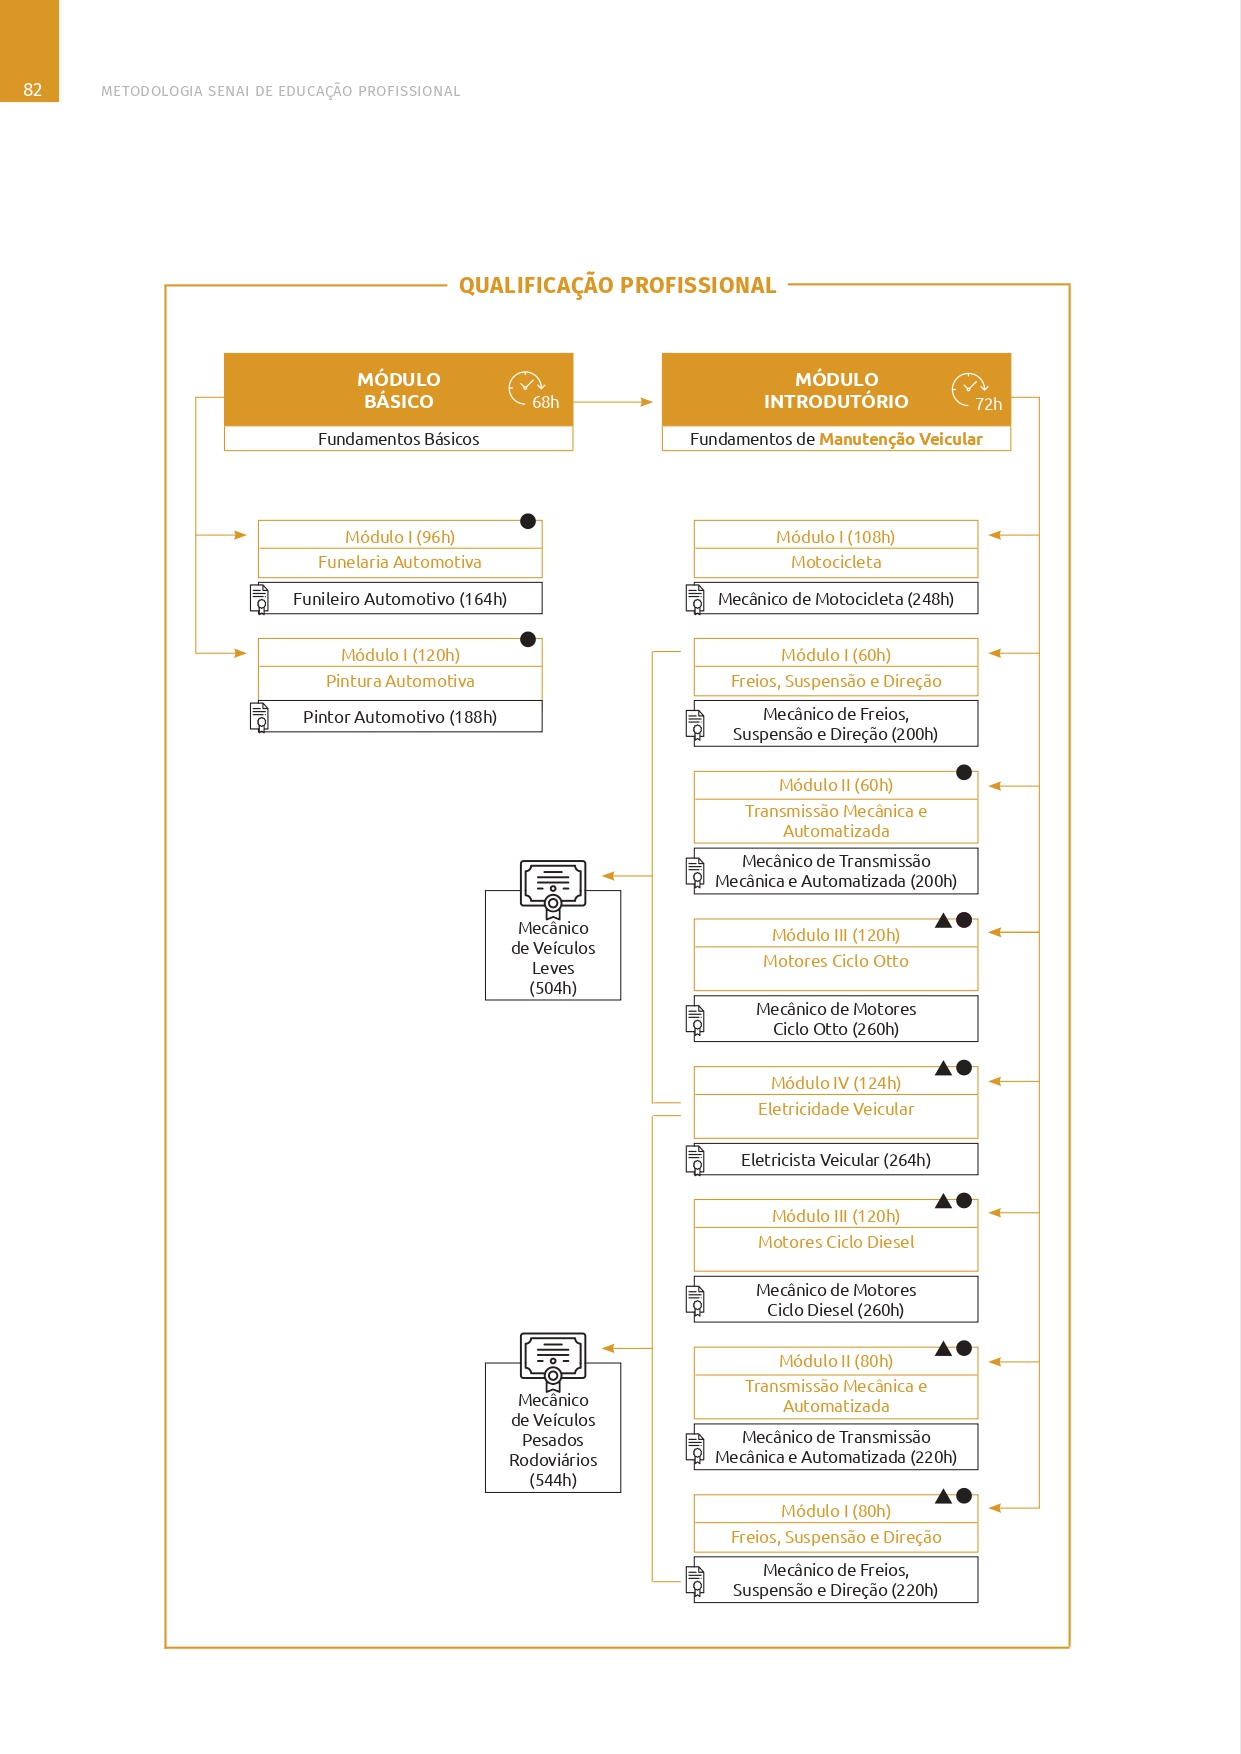 82
METODOLOGIA SENAI DE EDUCAÇÃO PROFISSIONAL
QUALIFICAÇÃO PROFISSIONAL
MÓDULO
BÁSICO
68h
Fundamentos Básicos
MÓDULO
INTRODUTÓRIO
72h
Fundamentos de Manutenção Veicular
Módulo I (96h)
Funelaria Automotiva
Funileiro Automotivo (164h)
Módulo I (120h)
Pintura Automotiva
Pintor Automotivo (188h)
Módulo I (108h)
Motocicleta
Mecânico de Motocicleta (248h)
Módulo I (60h)
Freios, Suspensão e Direção
Mecânico de Freios,
Suspensão e Direção (200h)
Módulo II (60h)
Transmissão Mecânica e
Automatizada
Mecânico de Transmissão
Mecânica e Automatizada (200h)
Mecânico
de Veículos
Leves
(504h)
Módulo III (120h)
Motores Ciclo Otto
Mecânico de Motores
Ciclo Otto (260h)
Módulo IV (124h)
Eletricidade Veicular
Eletricista Veicular (264h)
Módulo III (120h)
Motores Ciclo Diesel
Mecânico de Motores
Ciclo Diesel (260h)
Mecânico
de Veículos
Pesados
Rodoviários
(544h)
Módulo II (80h)
Transmissão Mecânica e
Automatizada
Mecânico de Transmissão
Mecânica e Automatizada (220h)
Módulo I (80h)
Freios, Suspensão e Direção
Mecânico de Freios,
Suspensão e Direção (220h)